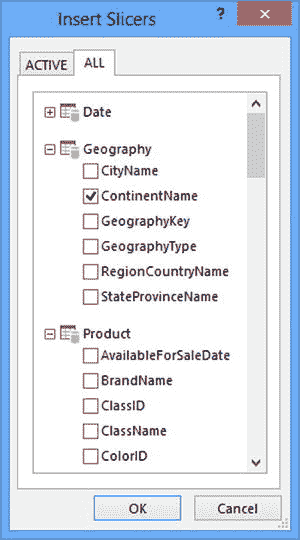 Insert Slicers ? ×
ACTIVE ALL
Date
Geography
CityName
ContinentName
GeographyKey
GeographyType
RegionCountryName
StateProvinceName
Product
AvailableForSaleDate
BrandName
ClassID
ClassName
ColorID
OK Cancel